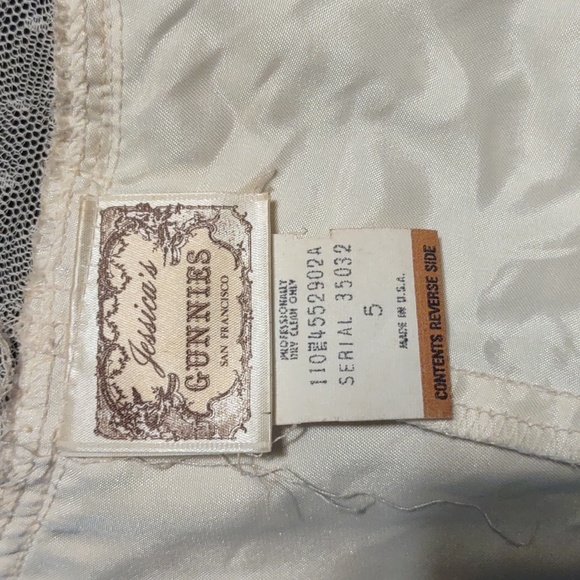 Jessica's
GUNNIES
SAN FRANCISCO
PROFESSIONALLY
DRY CLEAN ONLY
110E4552902A
SERIAL 35032
5
MADE IN U.S.A.
CONTENTS REVERSE SIDE